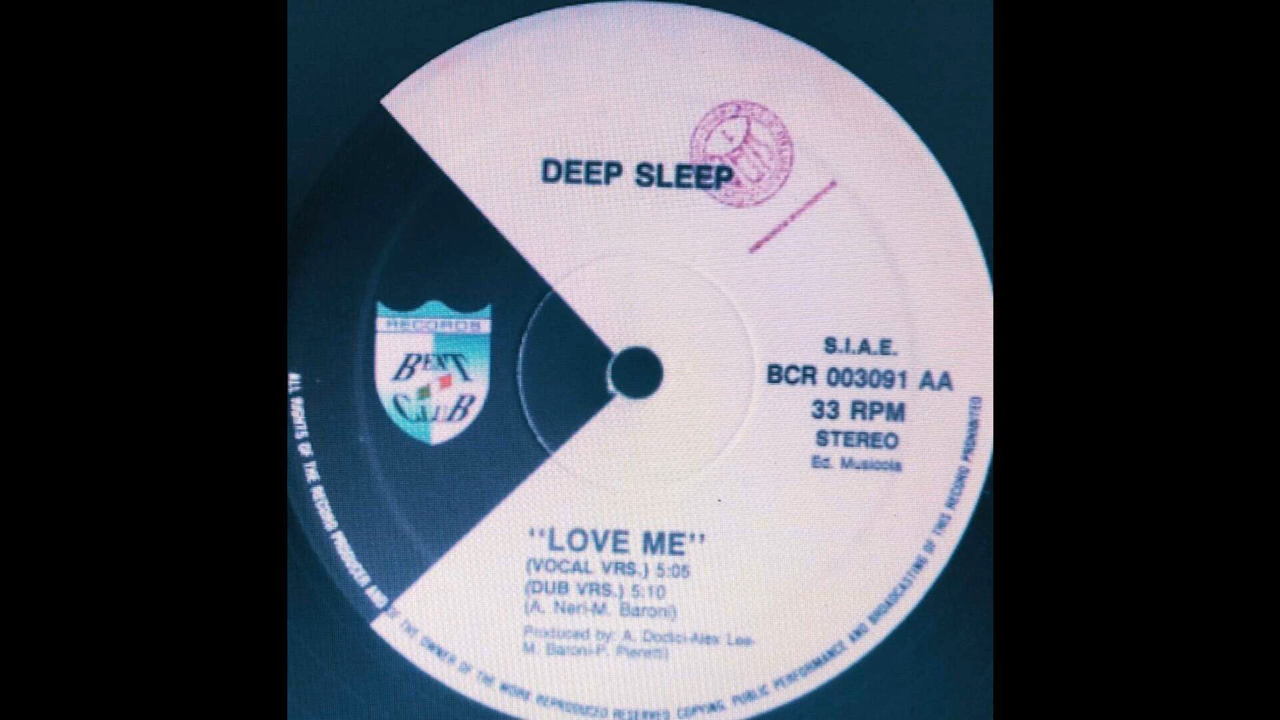 DEEP SLEEP
RECORDS
BENT
CLUB
S.I.A.E.
BCR 003091 AA
33 RPM
STEREO
Ed. Musicola
"LOVE ME"
(VOCAL VRS.) 5:05
(DUB VRS.) 5:10
(A. Neri-M. Baroni)
Produced by: A. Dodici-Alex Lee-
M. Baroni-P. Pieretti)
ALL RIGHTS OF THE RECORD PRODUCER AND OF THE OWNER OF THE WORK REPRODUCED RESERVED COPYING, PUBLIC PERFORMANCE AND BROADCASTING OF THIS RECORD PROHIBITED